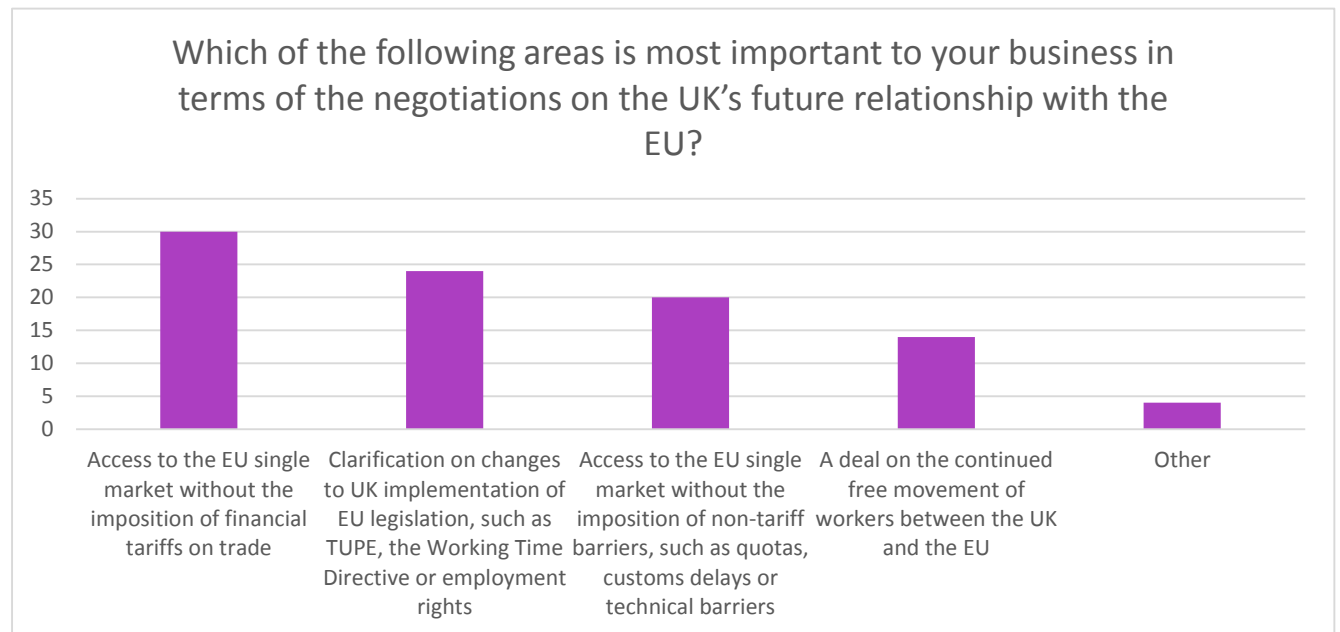 Which of the following areas is most important to your business in
terms of the negotiations on the UK’s future relationship with the
EU?
35
30
25
20
15
10
5
0
Access to the EU single
market without the
imposition of financial
tariffs on trade
Clarification on changes
to UK implementation of
EU legislation, such as
TUPE, the Working Time
Directive or employment
rights
Access to the EU single
market without the
imposition of non-tariff
barriers, such as quotas,
customs delays or
technical barriers
A deal on the continued
free movement of
workers between the UK
and the EU
Other